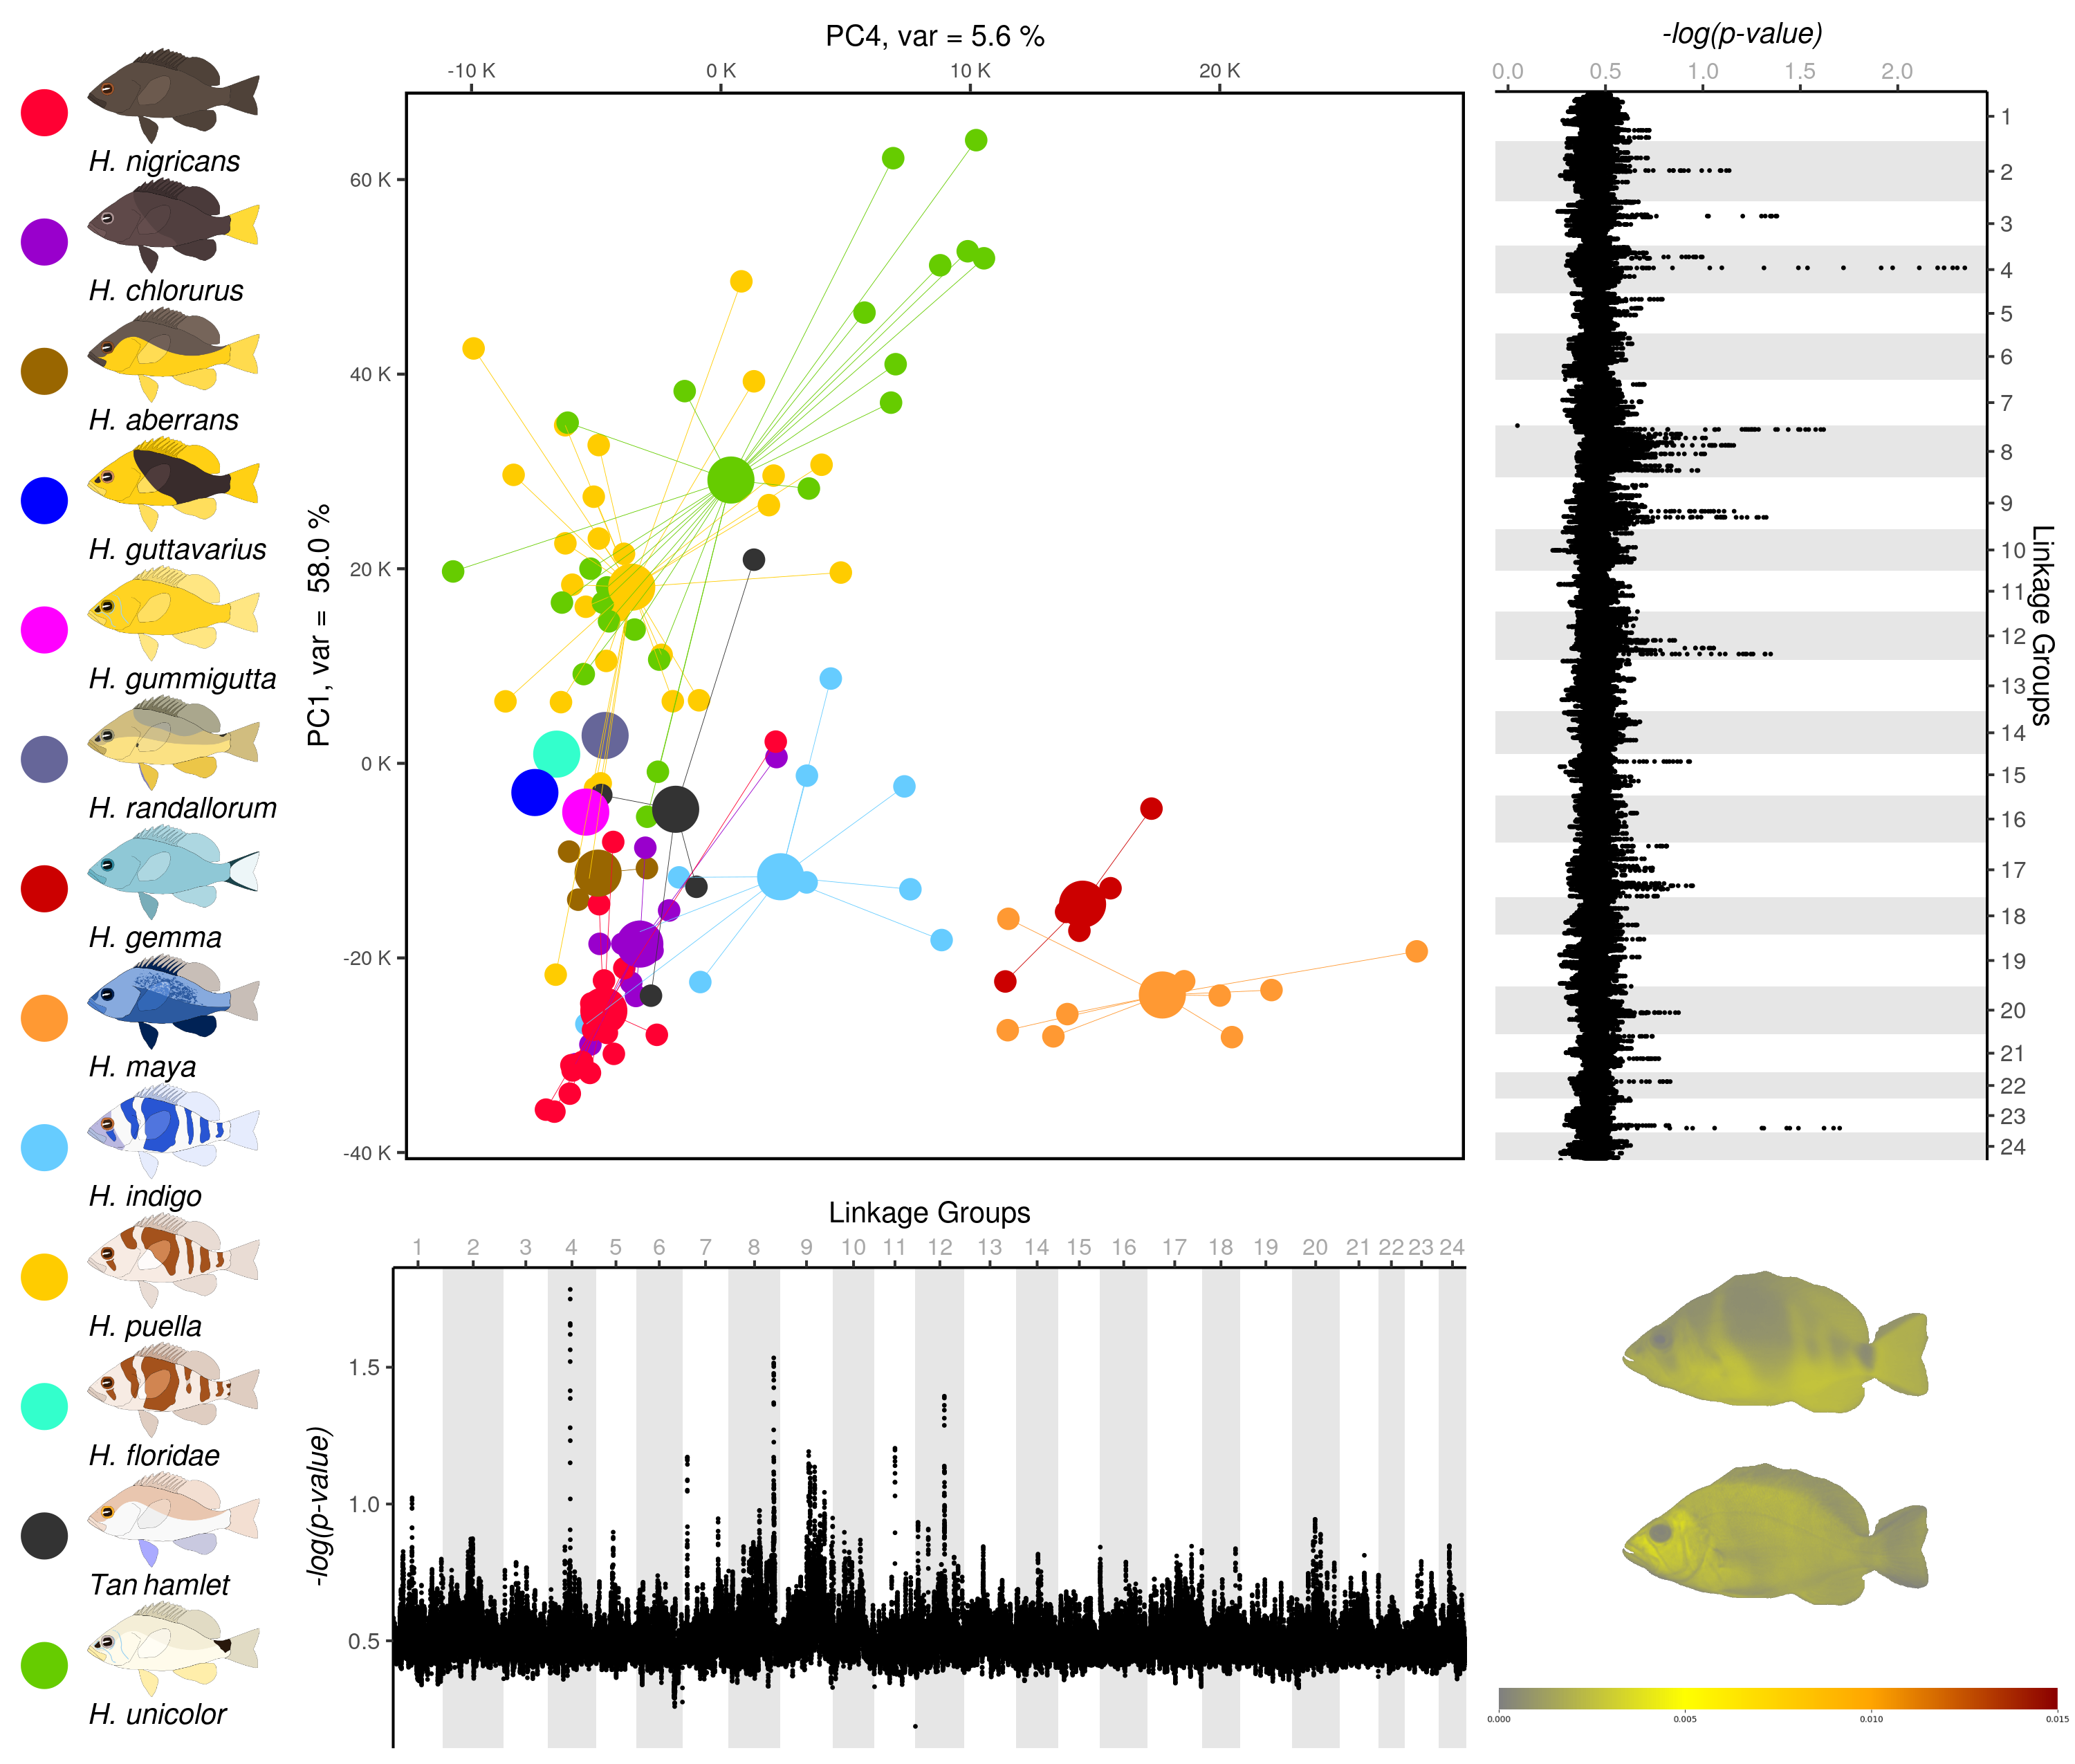 H. nigricans
H. chlorurus
H. aberrans
H. guttavarius
H. gummigutta
H. randallorum
H. gemma
H. maya
H. indigo
H. puella
H. floridae
Tan hamlet
H. unicolor
PC4, var = 5.6 %
-10 K 0 K 10 K 20 K
PC1, var = 58.0 %
60 K
40 K
20 K
0 K
-20 K
-40 K
-log(p-value)
0.0 0.5 1.0 1.5 2.0
1
2
3
4
5
6
7
8
9
10
11
12
13
14
15
16
17
18
19
20
21
22
23
24
Linkage Groups
Linkage Groups
1 2 3 4 5 6 7 8 9 10 11 12 13 14 15 16 17 18 19 20 21 22 23 24
-log(p-value)
1.5
1.0
0.5
0.000 0.005 0.010 0.015